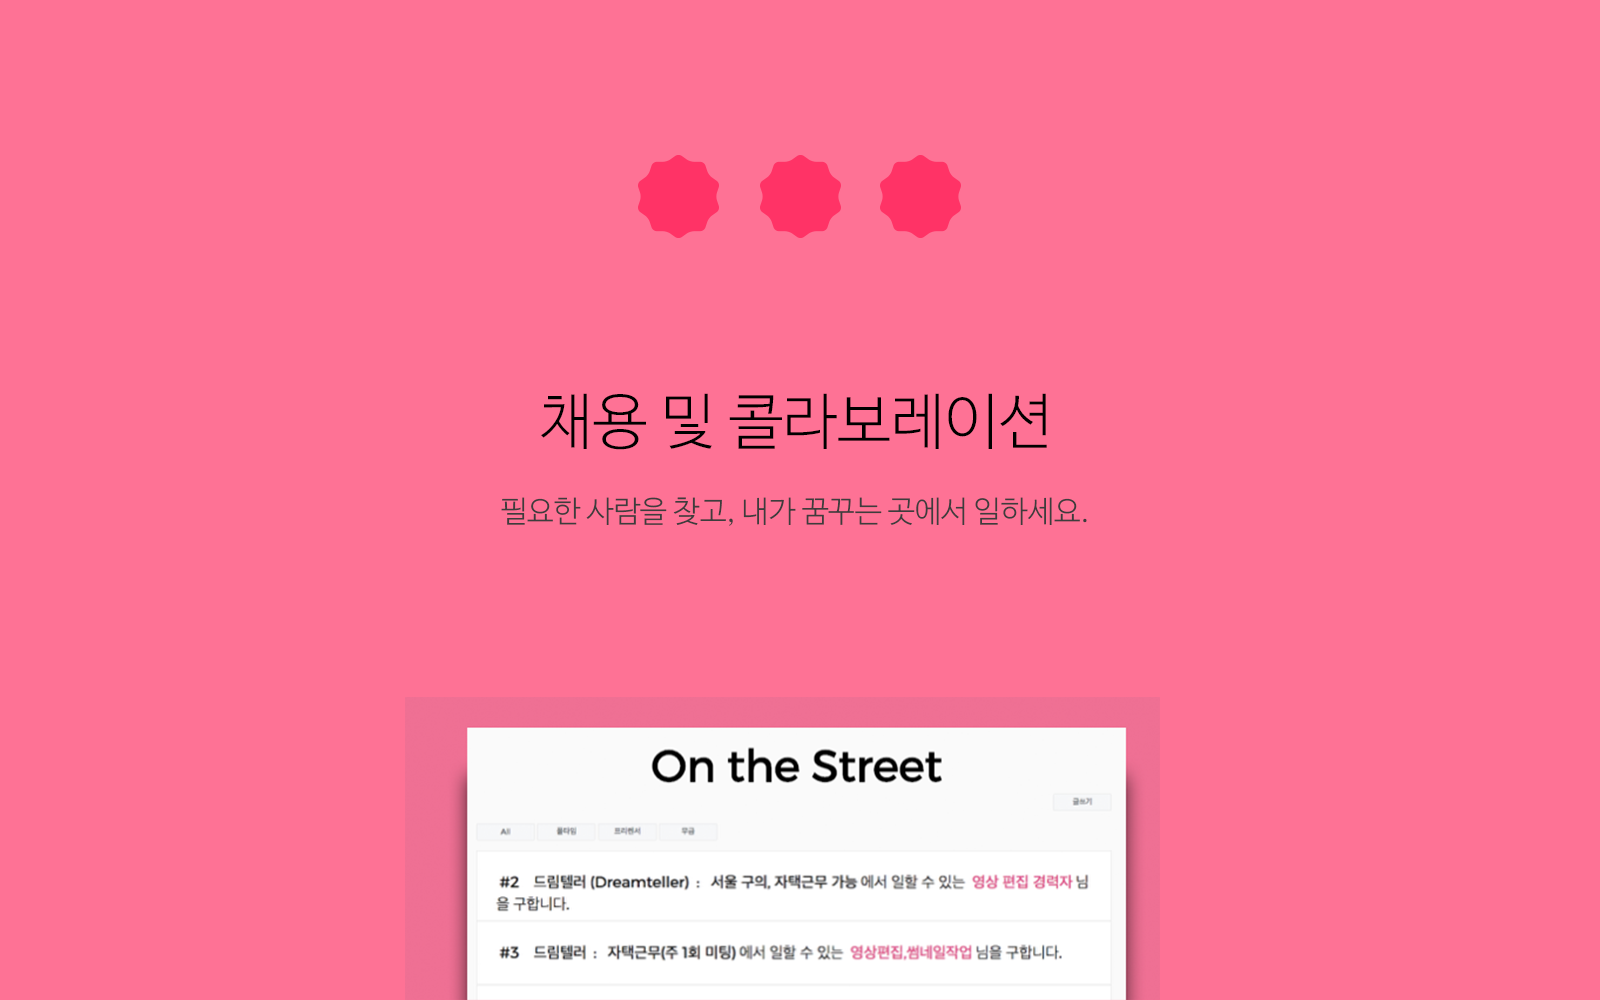 채용 및 콜라보레이션
필요한 사람을 찾고, 내가 꿈꾸는 곳에서 일하세요.
On the Street
글쓰기
All 풀타임 프리랜서 무급
#2 드림텔러 (Dreamteller) : 서울 구의, 자택근무 가능 에서 일할 수 있는 영상 편집 경력자 님
을 구합니다.
#3 드림텔러 : 자택근무(주 1회 미팅) 에서 일할 수 있는 영상편집,썸네일작업 님을 구합니다.